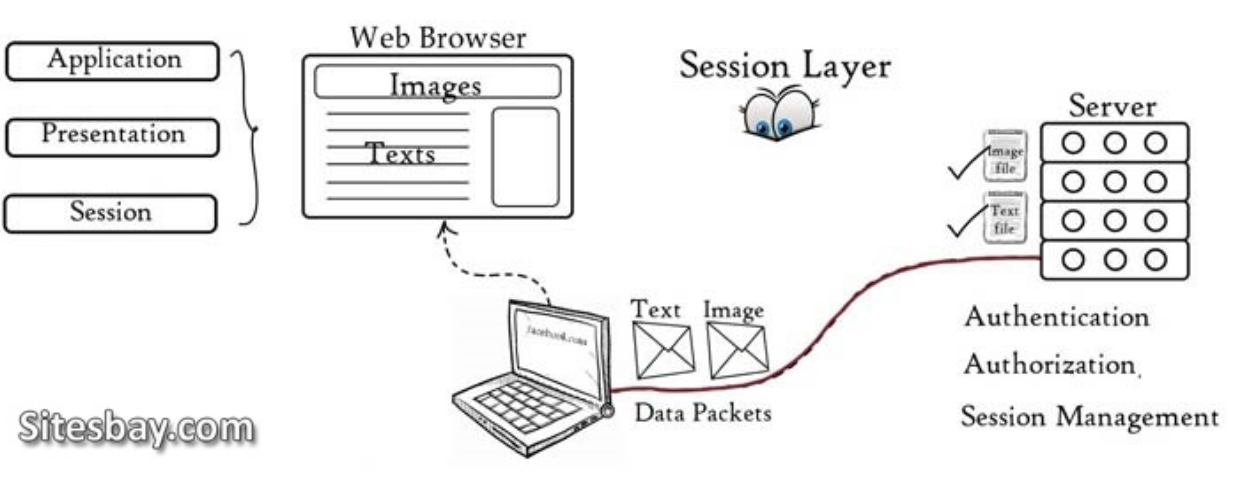 Application
Presentation
Session
Web Browser
Images
Texts
Session Layer
Server
Image
file
Text
file
facebook.com
Text Image
Data Packets
Authentication
Authorization.
Session Management
Sitesbay.com